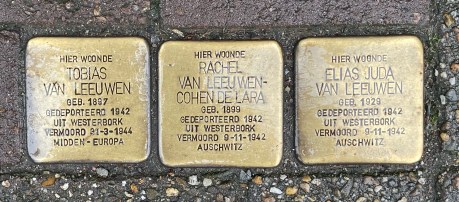 HIER WOONDE
TOBIAS
VAN LEEUWEN
GEB. 1897
GEDEPORTEERD 1942
UIT WESTERBORK
VERMOORD 31-3-1944
MIDDEN-EUROPA
HIER WOONDE
RACHEL
VAN LEEUWEN-
COHEN DE LARA
GEB. 1899
GEDEPORTEERD 1942
UIT WESTERBORK
VERMOORD 9-11-1942
AUSCHWITZ
HIER WOONDE
ELIAS JUDA
VAN LEEUWEN
GEB. 1929
GEDEPORTEERD 1942
UIT WESTERBORK
VERMOORD 9-11-1942
AUSCHWITZ